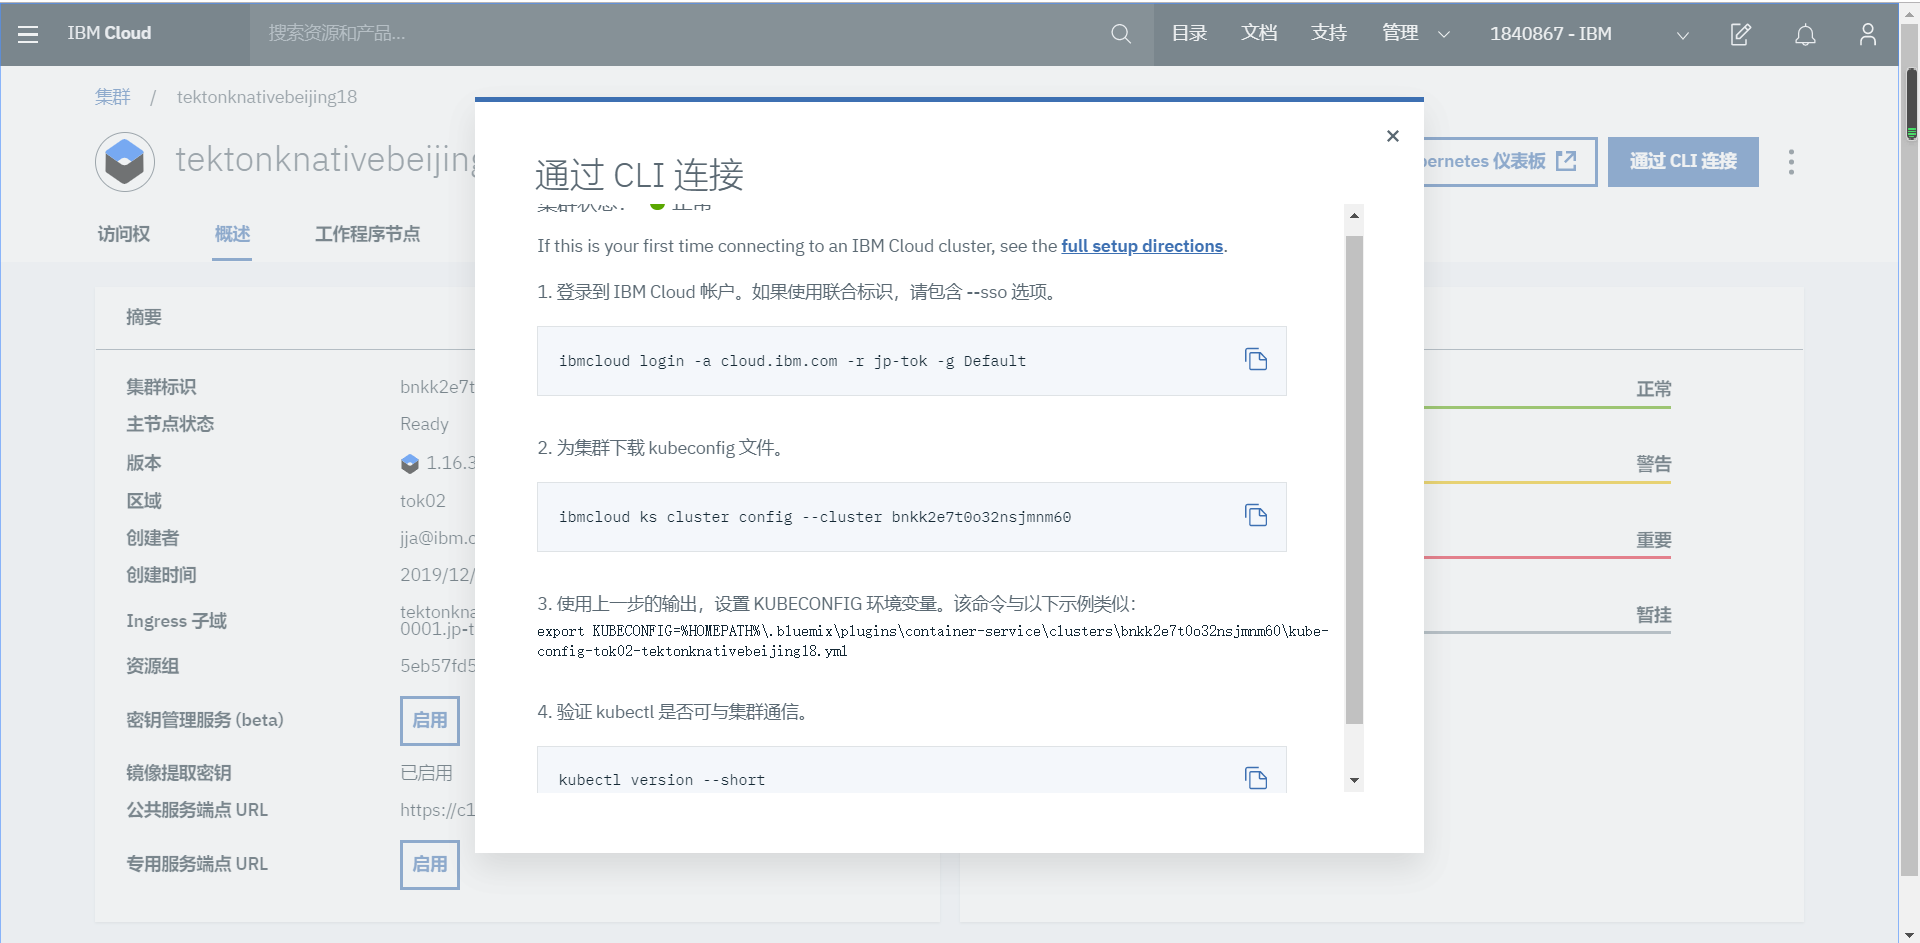 IBM Cloud
搜索资源和产品...
目录
文档
支持
管理
1840867 - IBM
集群 / tektonknativebeijing18
tektonknativebeijing
ernetes 仪表板
通过 CLI 连接
访问权
概述
工作程序节点
摘要
集群标识
bnkk2e7t
主节点状态
Ready
版本
1.16.3
区域
tok02
创建者
jja@ibm.c
创建时间
2019/12/
Ingress 子域
tektonkna
0001.jp-t
资源组
5eb57fd5
密钥管理服务 (beta)
启用
镜像提取密钥
已启用
公共服务端点 URL
https://c1
专用服务端点 URL
启用
正常
警告
重要
暂挂
通过 CLI 连接
集群状态：
正常
If this is your first time connecting to an IBM Cloud cluster, see the full setup directions.
1. 登录到 IBM Cloud 帐户。如果使用联合标识，请包含 --sso 选项。
ibmcloud login -a cloud.ibm.com -r jp-tok -g Default
2. 为集群下载 kubeconfig 文件。
ibmcloud ks cluster config --cluster bnkk2e7t0o32nsjmnm60
3. 使用上一步的输出，设置 KUBECONFIG 环境变量。该命令与以下示例类似：
export KUBECONFIG=%HOMEPATH%\.bluemix\plugins\container-service\clusters\bnkk2e7t0o32nsjmnm60\kube-
config-tok02-tektonknativebeijing18.yml
4. 验证 kubectl 是否可与集群通信。
kubectl version --short